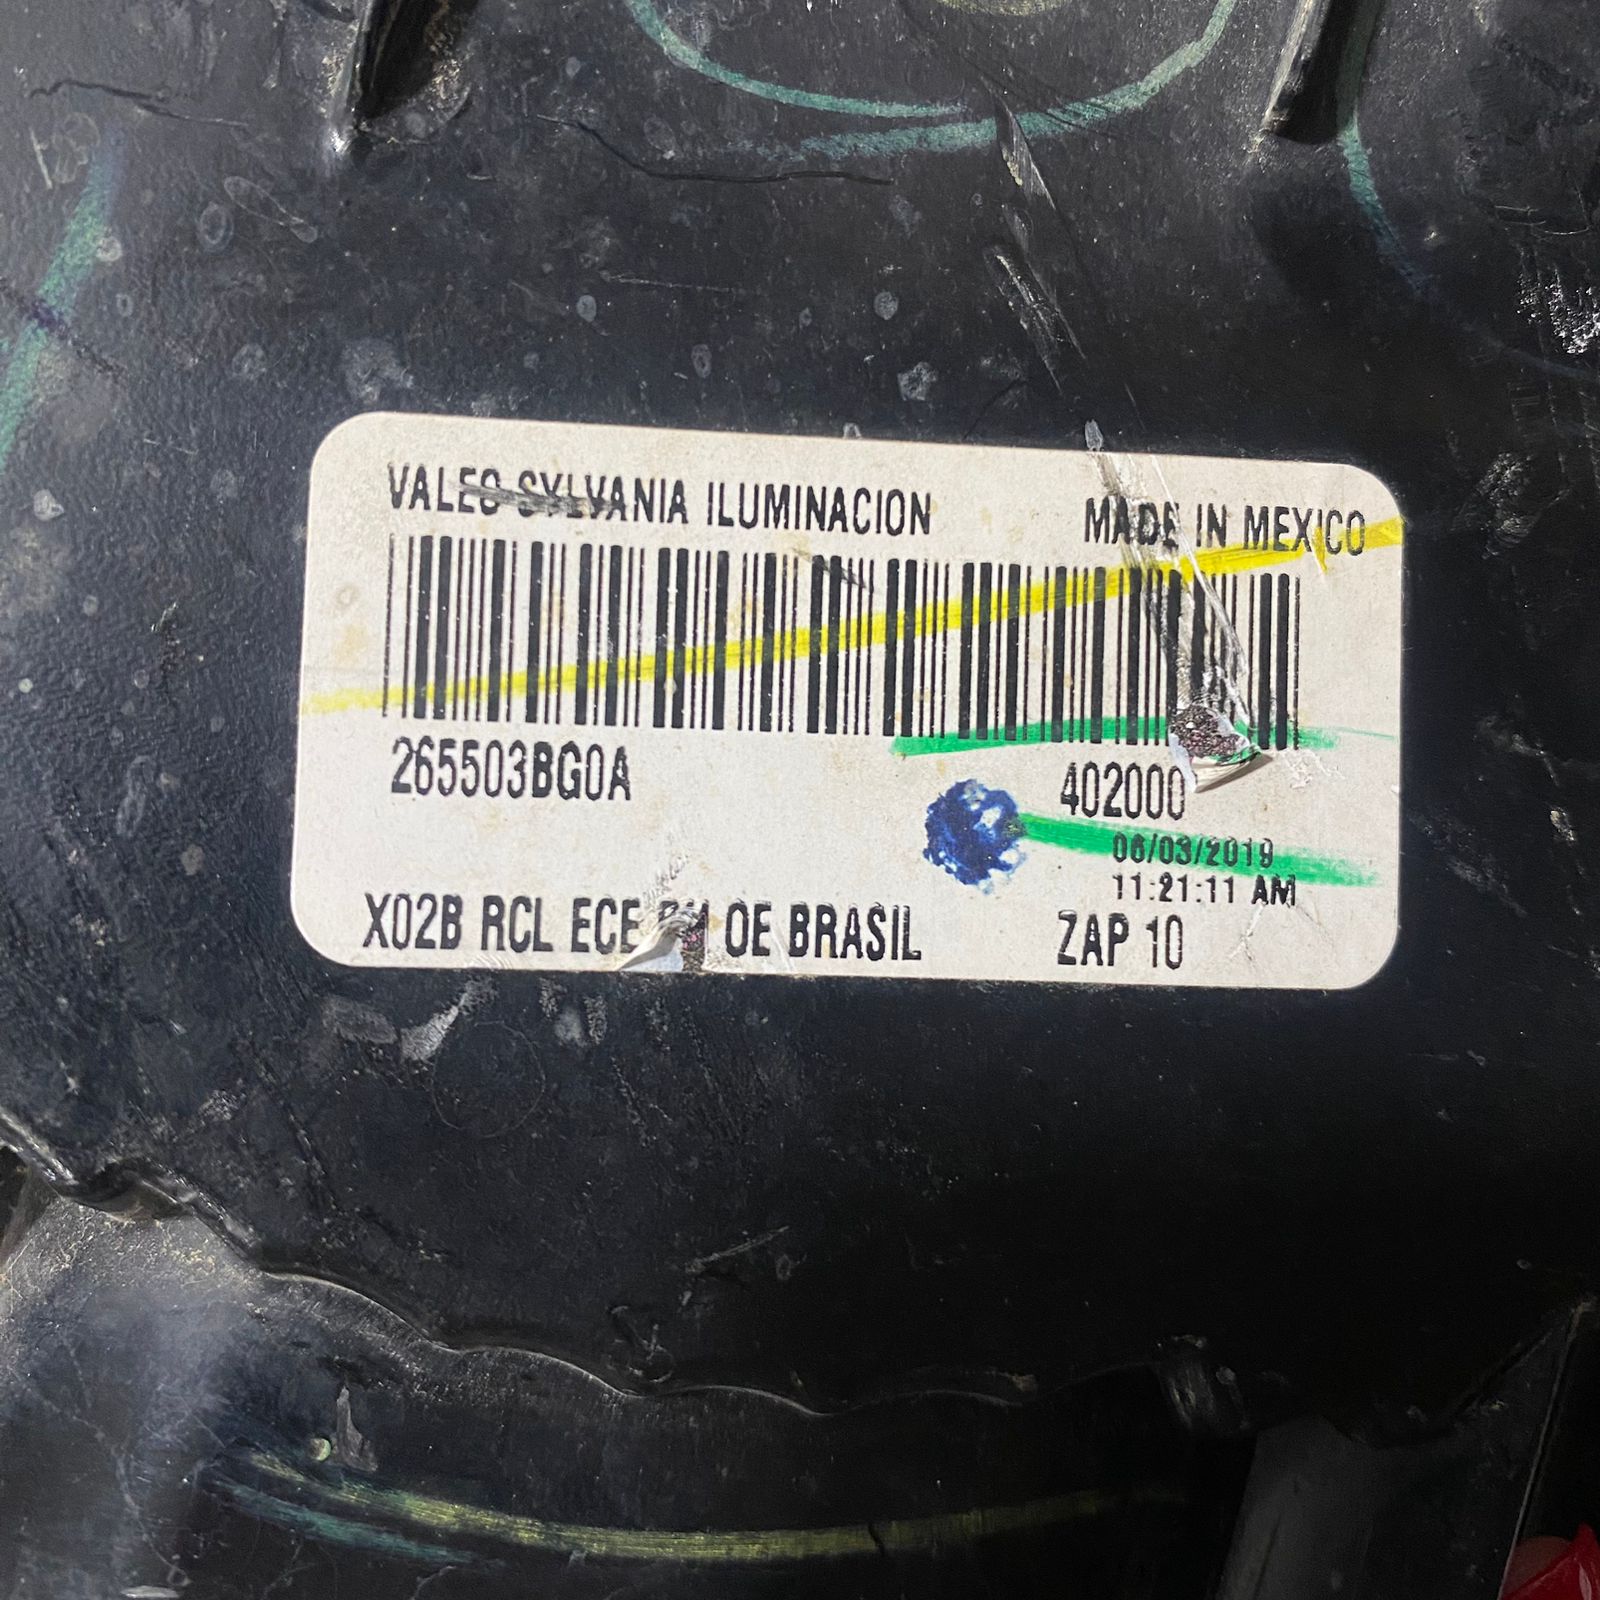 VALEO SYLVANIA ILUMINACION MADE IN MEXICO
265503BG0A 402000
06/03/2019
11:21:11 AM
X02B RCL ECE OE BRASIL ZAP 10